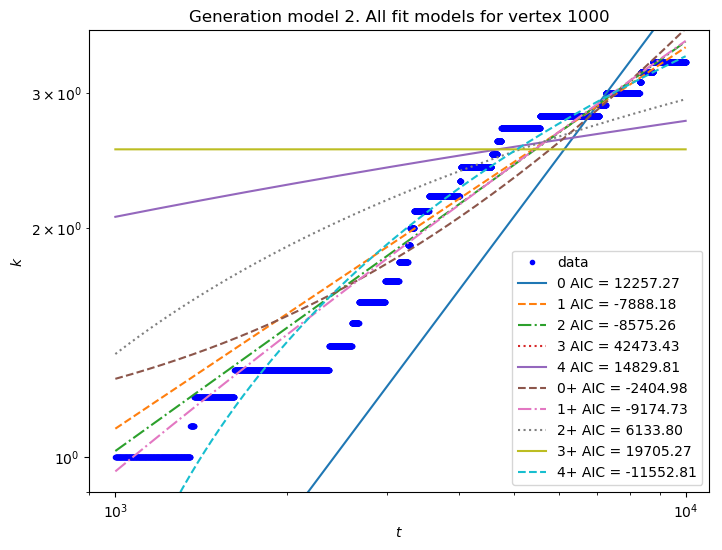 Generation model 2. All fit models for vertex 1000
k
3 × 10⁰
2 × 10⁰
10⁰
data
0 AIC = 12257.27
1 AIC = -7888.18
2 AIC = -8575.26
3 AIC = 42473.43
4 AIC = 14829.81
0+ AIC = -2404.98
1+ AIC = -9174.73
2+ AIC = 6133.80
3+ AIC = 19705.27
4+ AIC = -11552.81
10³
10⁴
t